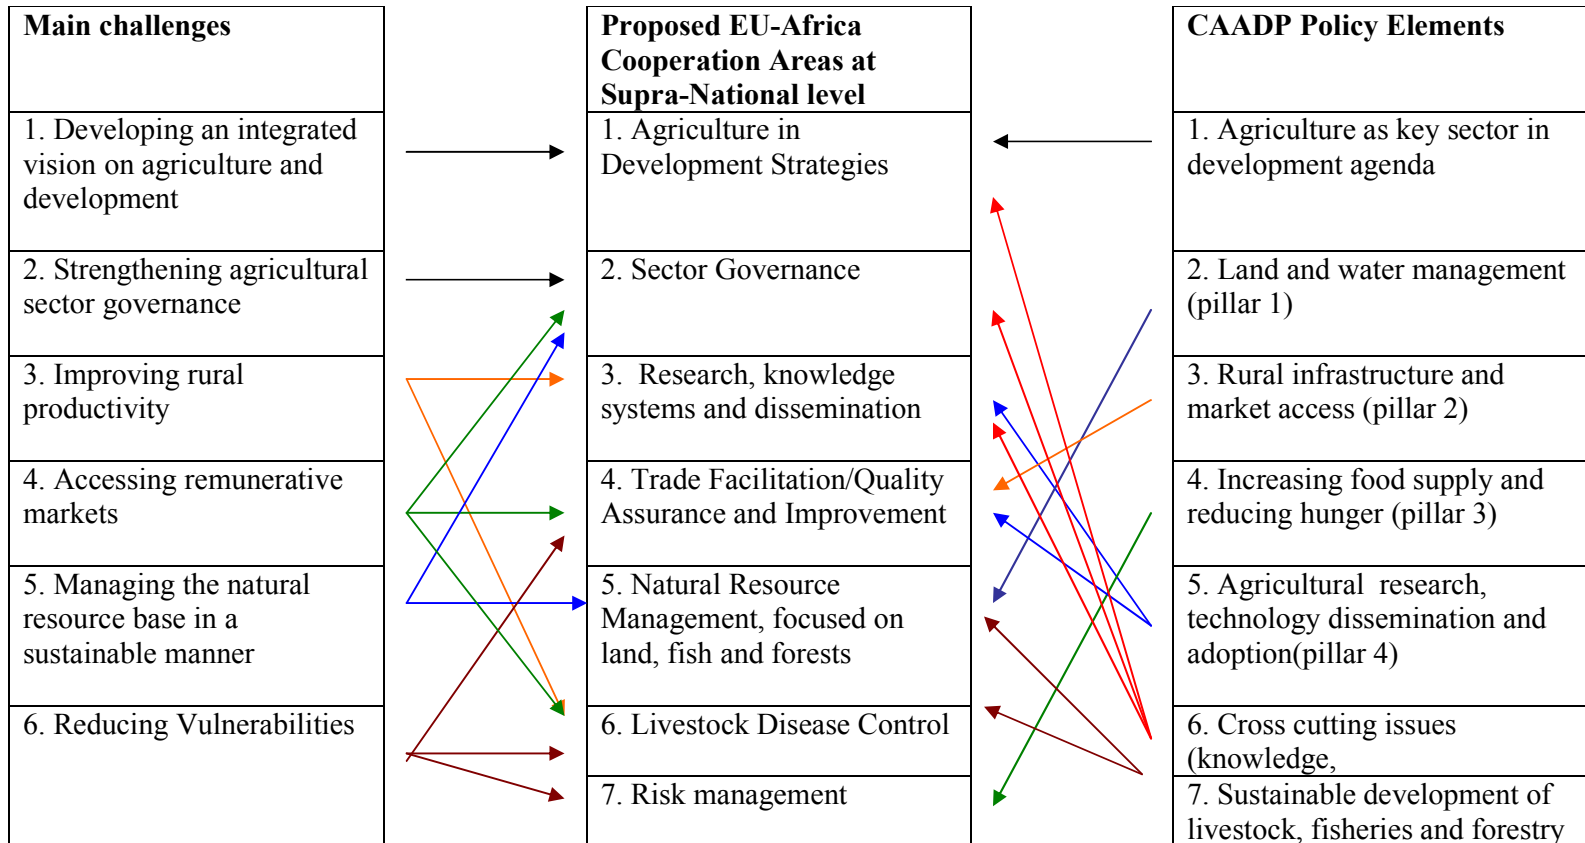 Main challenges
1. Developing an integrated
vision on agriculture and
development
2. Strengthening agricultural
sector governance
3. Improving rural
productivity
4. Accessing remunerative
markets
5. Managing the natural
resource base in a
sustainable manner
6. Reducing Vulnerabilities
Proposed EU-Africa
Cooperation Areas at
Supra-National level
1. Agriculture in
Development Strategies
2. Sector Governance
3.  Research, knowledge
systems and dissemination
4. Trade Facilitation/Quality
Assurance and Improvement
5. Natural Resource
Management, focused on
land, fish and forests
6. Livestock Disease Control
7. Risk management
CAADP Policy Elements
1. Agriculture as key sector in
development agenda
2. Land and water management
(pillar 1)
3. Rural infrastructure and
market access (pillar 2)
4. Increasing food supply and
reducing hunger (pillar 3)
5. Agricultural  research,
technology dissemination and
adoption(pillar 4)
6. Cross cutting issues
(knowledge,
7. Sustainable development of
livestock, fisheries and forestry